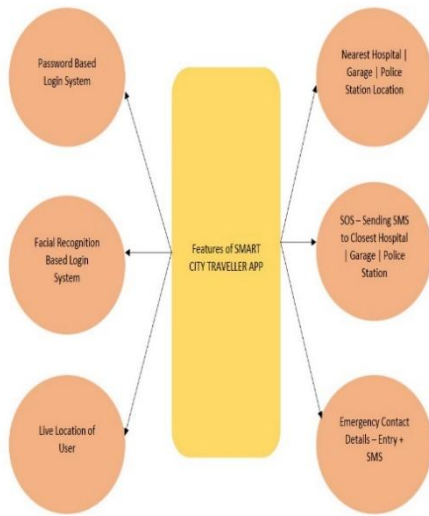 Password Based
Login System
Nearest Hospital |
Garage | Police
Station Location
Facial Recognition
Based Login
System
Features of SMART
CITY TRAVELLER APP
SOS – Sending SMS
to Closest Hospital
| Garage | Police
Station
Live Location of
User
Emergency Contact
Details – Entry +
SMS